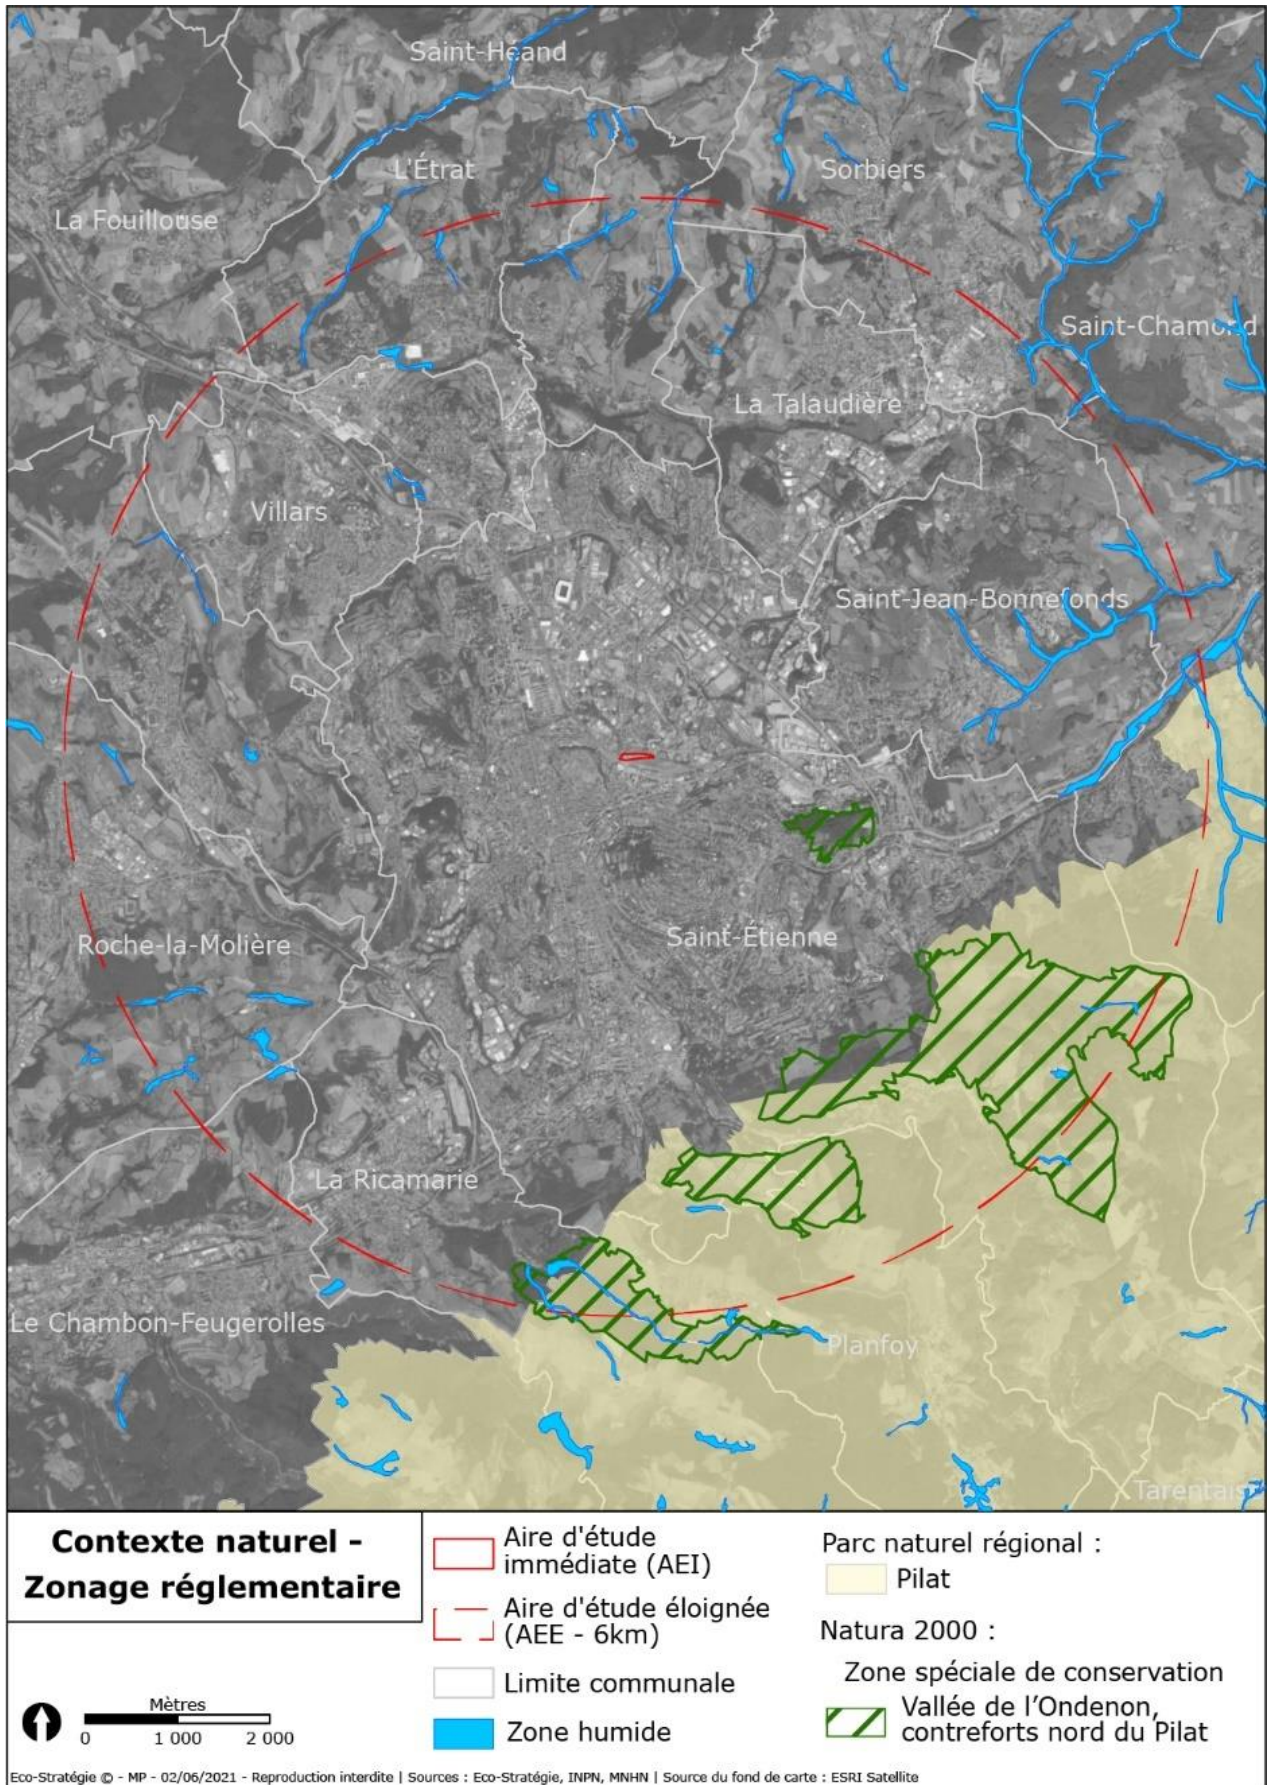 Saint-Héand
L'Étrat
Sorbiers
La Fouillouse
Saint-Chamond
La Talaudière
Villars
Saint-Jean-Bonnefonds
Roche-la-Molière
Saint-Étienne
La Ricamarie
Le Chambon-Feugerolles
Planfoy
Tarentaise
Contexte naturel -
Zonage réglementaire
Mètres
0 1 000 2 000
Aire d'étude
immédiate (AEI)
Aire d'étude éloignée
(AEE - 6km)
Limite communale
Zone humide
Parc naturel régional :
Pilat
Natura 2000 :
Zone spéciale de conservation
Vallée de l'Ondenon,
contreforts nord du Pilat
Eco-Stratégie © - MP - 02/06/2021 - Reproduction interdite | Sources : Eco-Stratégie, INPN, MNHN | Source du fond de carte : ESRI Satellite